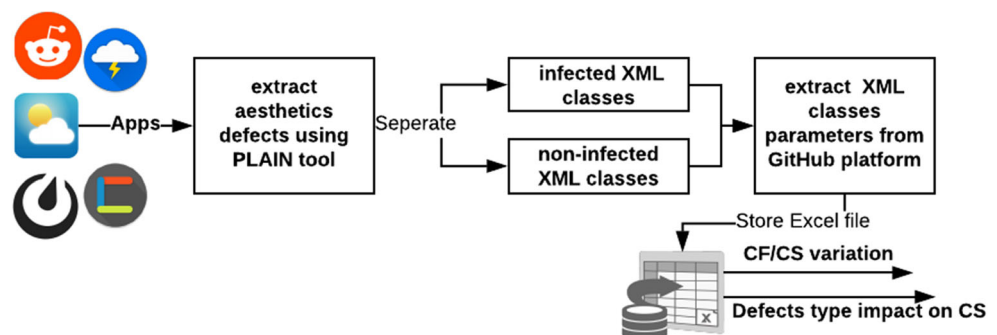 Apps
extract
aesthetics
defects using
PLAIN tool
Seperate
infected XML
classes
non-infected
XML classes
extract XML
classes
parameters from
GitHub platform
Store Excel file
CF/CS variation
Defects type impact on CS
X